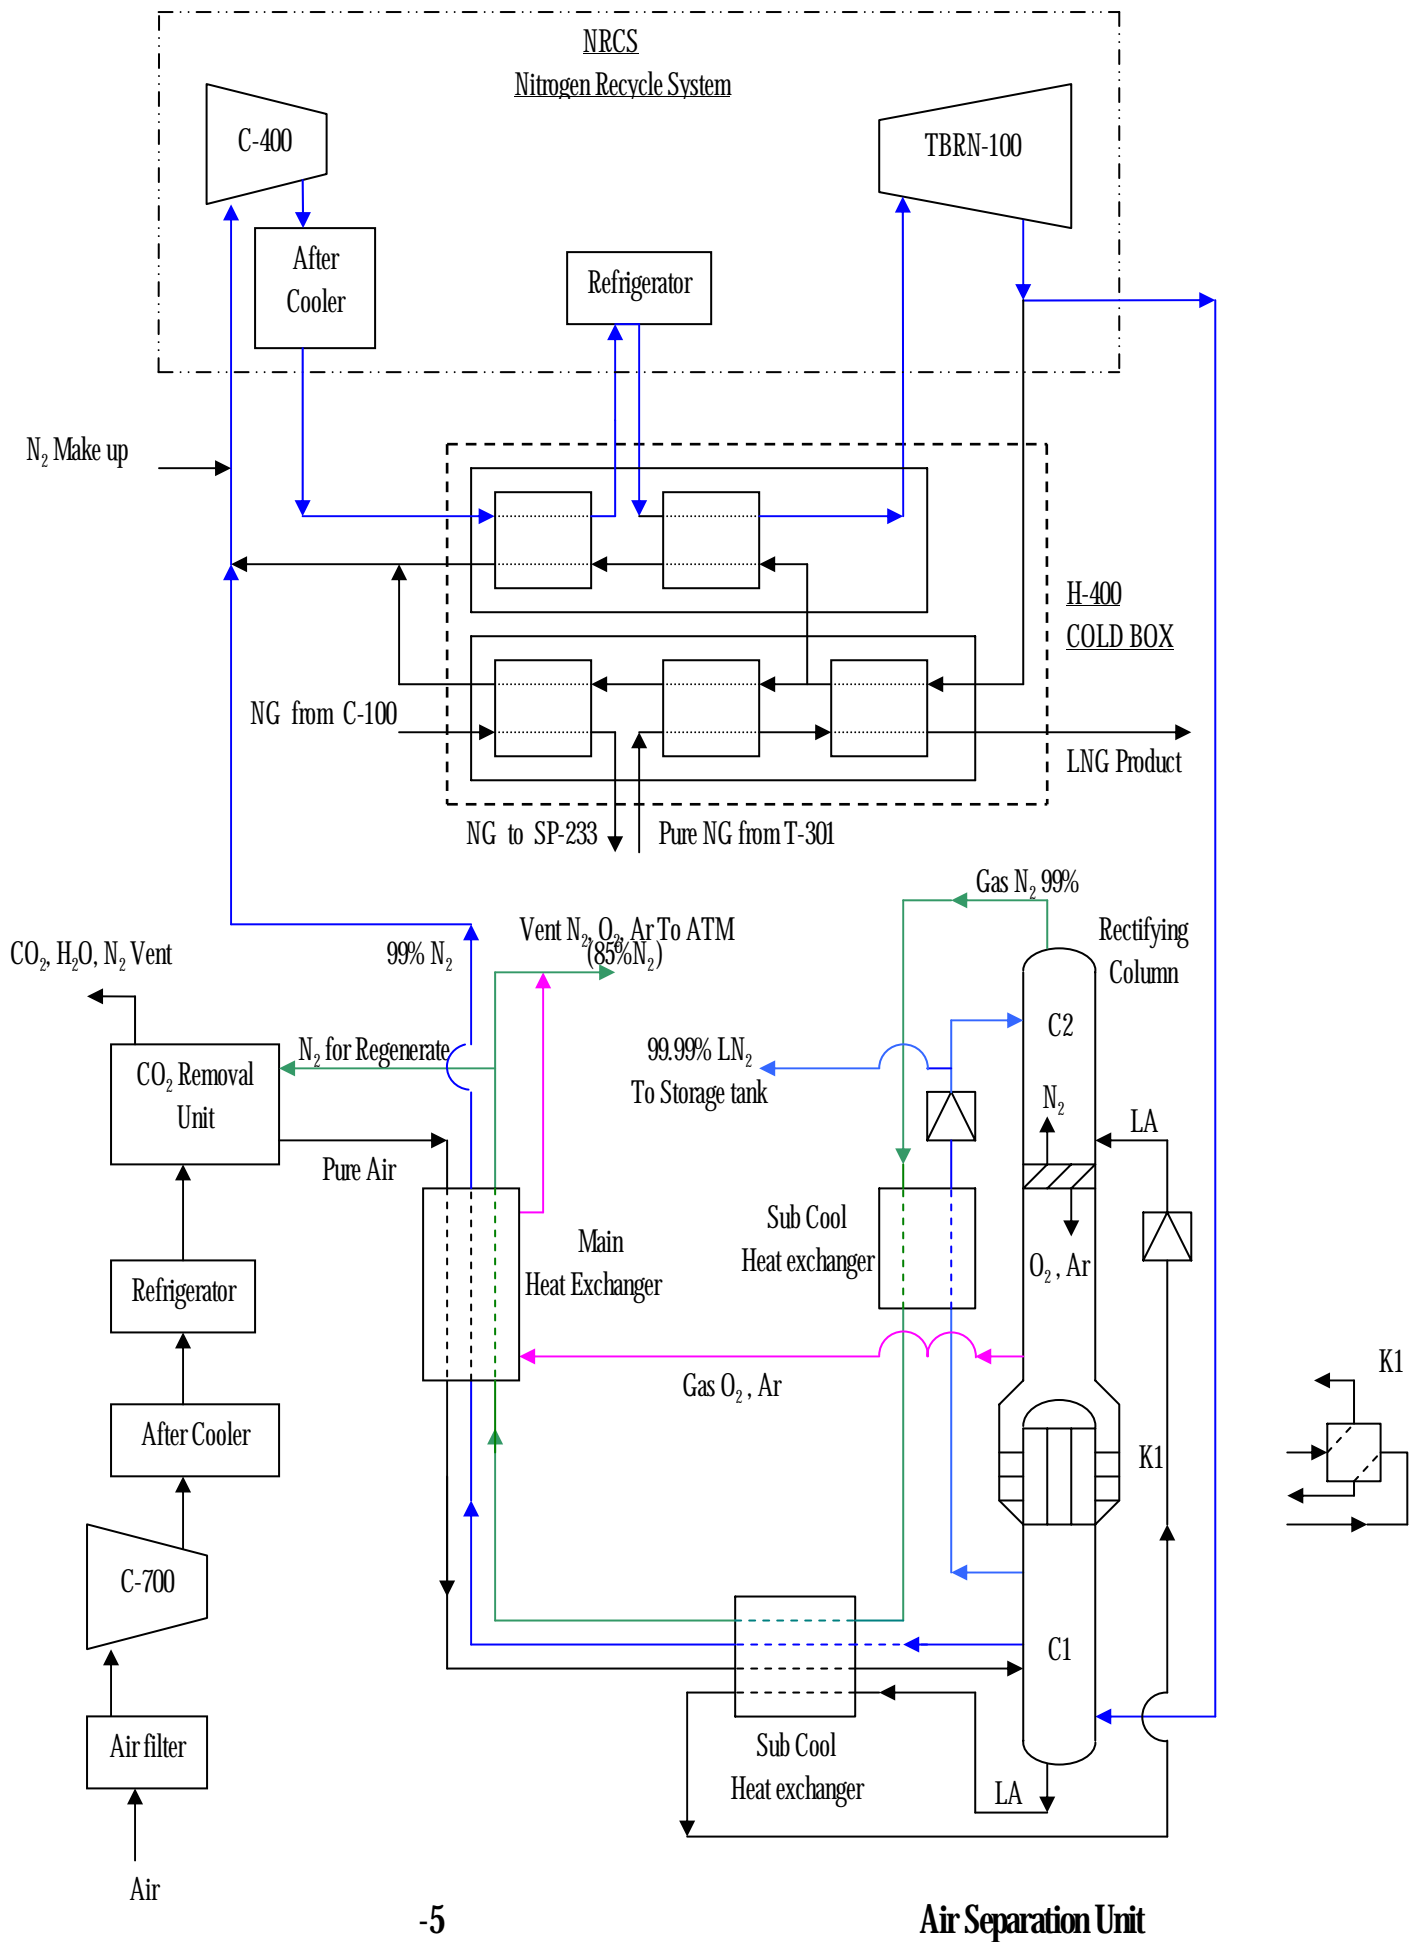 NRCS
Nitrogen Recycle System
C-400
TBRN-100
After
Cooler
Refrigerator
N₂ Make up
H-400
COLD BOX
NG from C-100
LNG Product
NG to SP-233
Pure NG from T-301
Gas N₂ 99%
Rectifying
Column
CO₂, H₂O, N₂ Vent
99% N₂
Vent N₂, O₂, Ar To ATM
(85%N₂)
C2
N₂ for Regenerate
99.99% LN₂
To Storage tank
CO₂ Removal
Unit
N₂
LA
Pure Air
Main
Heat Exchanger
Sub Cool
Heat exchanger
O₂ , Ar
Refrigerator
Gas O₂ , Ar
K1
After Cooler
K1
C-700
C1
Air filter
Sub Cool
Heat exchanger
LA
Air
-5
Air Separation Unit